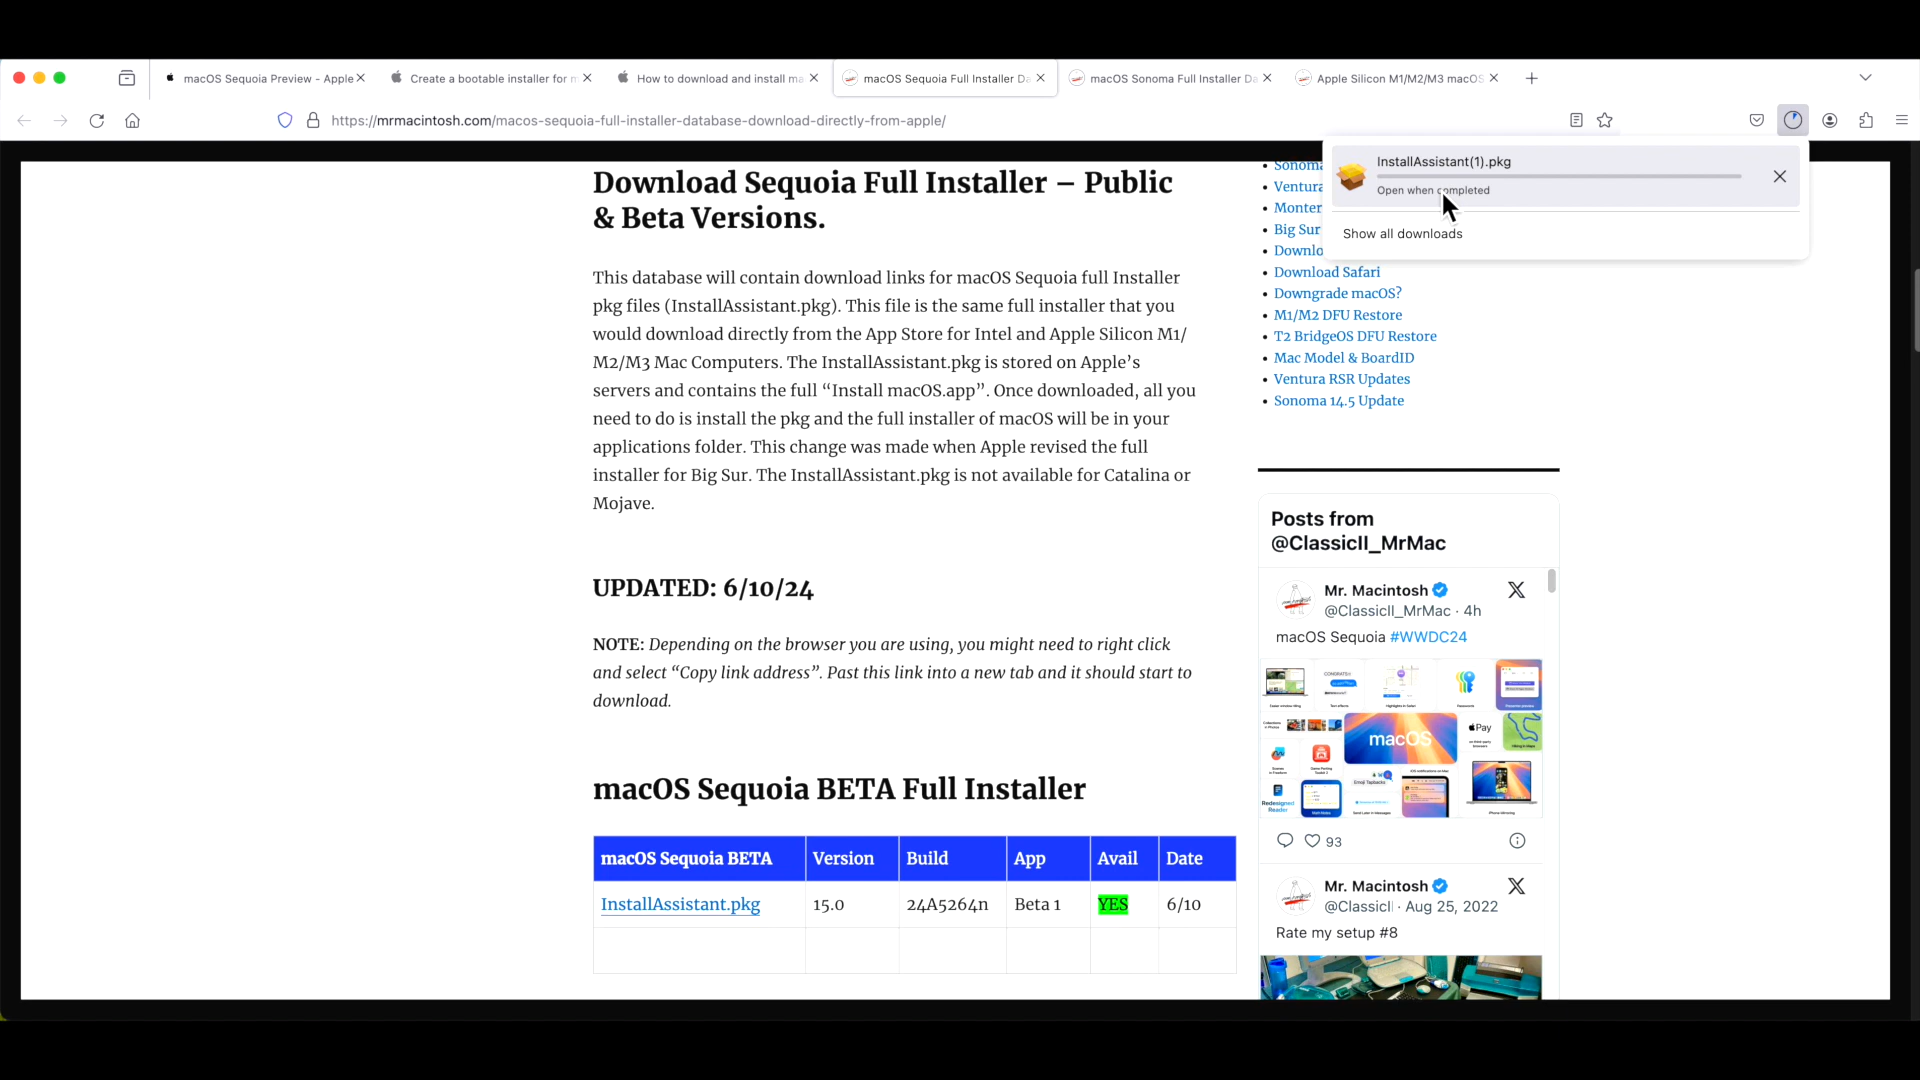 macOS Sequoia Preview - Apple
Create a bootable installer for m
How to download and install ma
macOS Sequoia Full Installer Da
macOS Sonoma Full Installer Da
Apple Silicon M1/M2/M3 macOS
https://mrmacintosh.com/macos-sequoia-full-installer-database-download-directly-from-apple/
InstallAssistant(1).pkg
Open when completed
Show all downloads
Download Sequoia Full Installer – Public
& Beta Versions.
This database will contain download links for macOS Sequoia full Installer
pkg files (InstallAssistant.pkg). This file is the same full installer that you
would download directly from the App Store for Intel and Apple Silicon M1/
M2/M3 Mac Computers. The InstallAssistant.pkg is stored on Apple’s
servers and contains the full “Install macOS.app”. Once downloaded, all you
need to do is install the pkg and the full installer of macOS will be in your
applications folder. This change was made when Apple revised the full
installer for Big Sur. The InstallAssistant.pkg is not available for Catalina or
Mojave.
UPDATED: 6/10/24
NOTE: Depending on the browser you are using, you might need to right click
and select “Copy link address”. Past this link into a new tab and it should start to
download.
macOS Sequoia BETA Full Installer
macOS Sequoia BETA Version Build App Avail Date
InstallAssistant.pkg 15.0 24A5264n Beta 1 YES 6/10
Sonoma
Ventura
Monter
Big Sur
Downlo
Download Safari
Downgrade macOS?
M1/M2 DFU Restore
T2 BridgeOS DFU Restore
Mac Model & BoardID
Ventura RSR Updates
Sonoma 14.5 Update
Posts from
@ClassicII_MrMac
Mr. Macintosh
@ClassicII_MrMac · 4h
macOS Sequoia #WWDC24
macOS
Pay
Redesigned
Reader
93
Mr. Macintosh
@ClassicI · Aug 25, 2022
Rate my setup #8